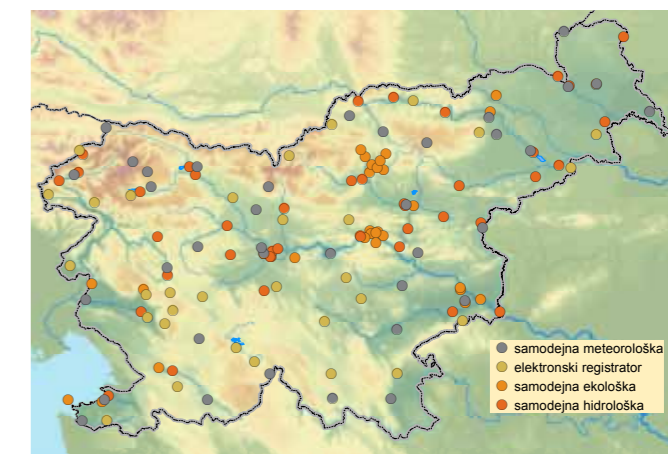 samodejna meteorološka
elektronski registrator
samodejna ekološka
samodejna hidrološka